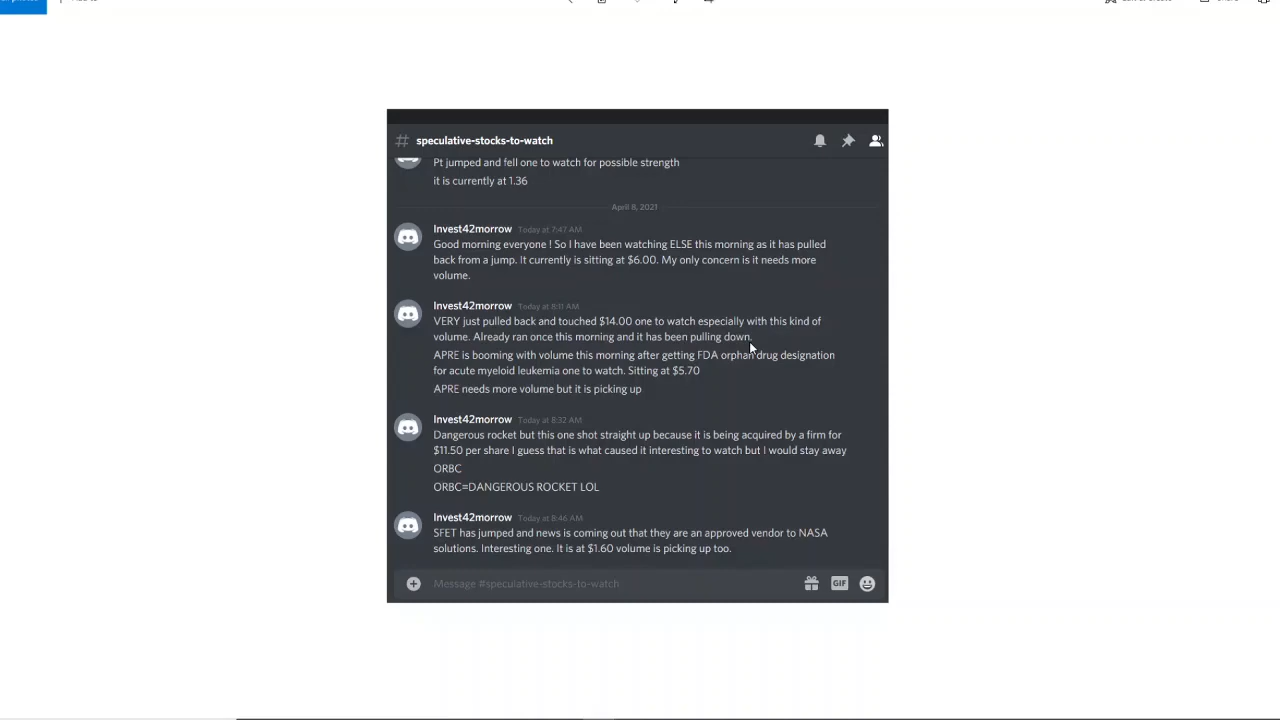 # speculative-stocks-to-watch
Pt jumped and fell one to watch for possible strength
it is currently at 1.36
April 8, 2021
Invest42morrow Today at 7:47 AM
Good morning everyone ! So I have been watching ELSE this morning as it has pulled
back from a jump. It currently is sitting at $6.00. My only concern is it needs more
volume.
Invest42morrow Today at 8:11 AM
VERY just pulled back and touched $14.00 one to watch especially with this kind of
volume. Already ran once this morning and it has been pulling down.
APRE is booming with volume this morning after getting FDA orphan drug designation
for acute myeloid leukemia one to watch. Sitting at $5.70
APRE needs more volume but it is picking up
Invest42morrow Today at 8:32 AM
Dangerous rocket but this one shot straight up because it is being acquired by a firm for
$11.50 per share I guess that is what caused it interesting to watch but I would stay away
ORBC
ORBC=DANGEROUS ROCKET LOL
Invest42morrow Today at 8:46 AM
SFET has jumped and news is coming out that they are an approved vendor to NASA
solutions. Interesting one. It is at $1.60 volume is picking up too.
Message #speculative-stocks-to-watch
GIF